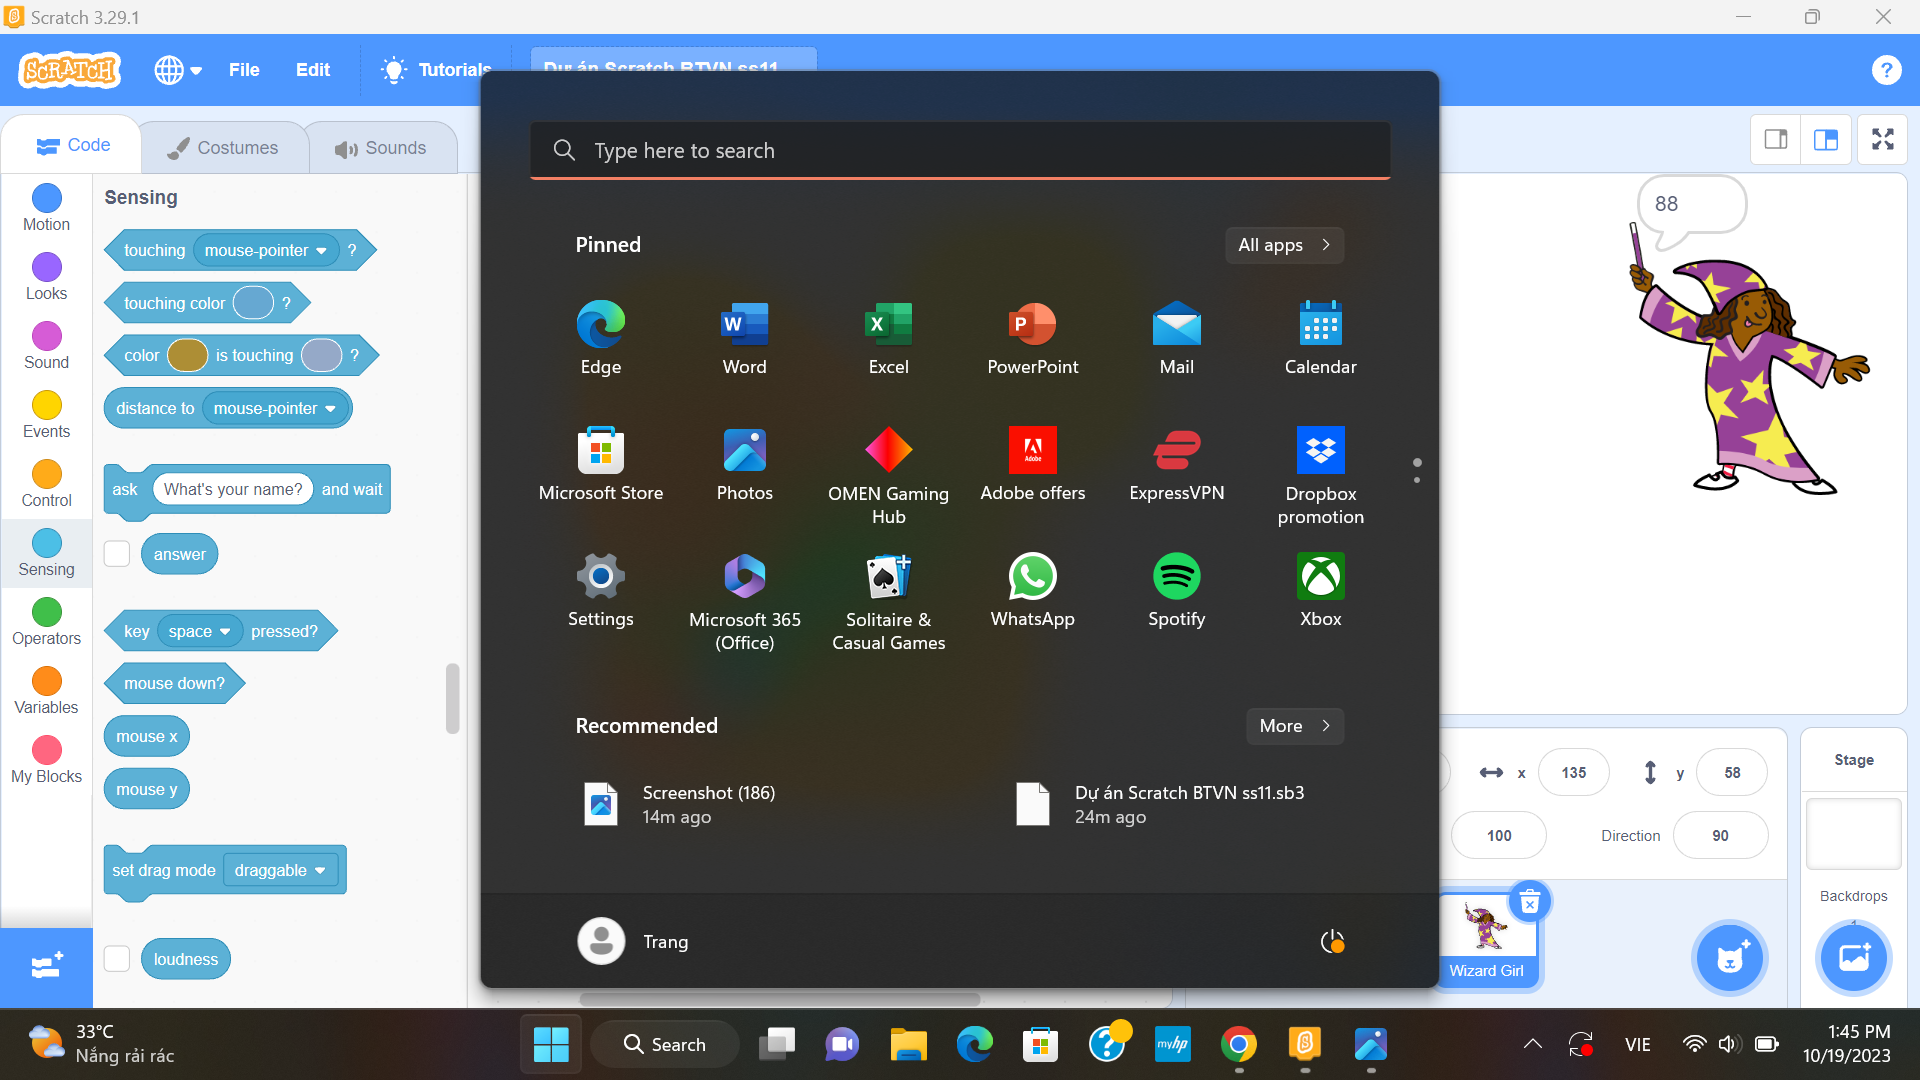 Scratch 3.29.1
SCRATCH
File
Edit
Tutorials
Dự án Scratch BTVN ss11
?
Code
Costumes
Sounds
Motion
Looks
Sound
Events
Control
Sensing
Operators
Variables
My Blocks
Sensing
touching mouse-pointer ?
touching color ?
color is touching ?
distance to mouse-pointer
ask What's your name? and wait
answer
key space pressed?
mouse down?
mouse x
mouse y
set drag mode draggable
loudness
Type here to search
Pinned
All apps
Edge
Word
Excel
PowerPoint
Mail
Calendar
Microsoft Store
Photos
OMEN Gaming
Hub
Adobe
Adobe offers
ExpressVPN
Dropbox
promotion
Settings
Microsoft 365
(Office)
Solitaire &
Casual Games
WhatsApp
Spotify
Xbox
Recommended
More
Screenshot (186)
14m ago
Dự án Scratch BTVN ss11.sb3
24m ago
Trang
88
x 135
y 58
100
Direction 90
Stage
Backdrops
1
Wizard Girl
33°C
Nắng rải rác
Search
myhp
VIE
1:45 PM
10/19/2023